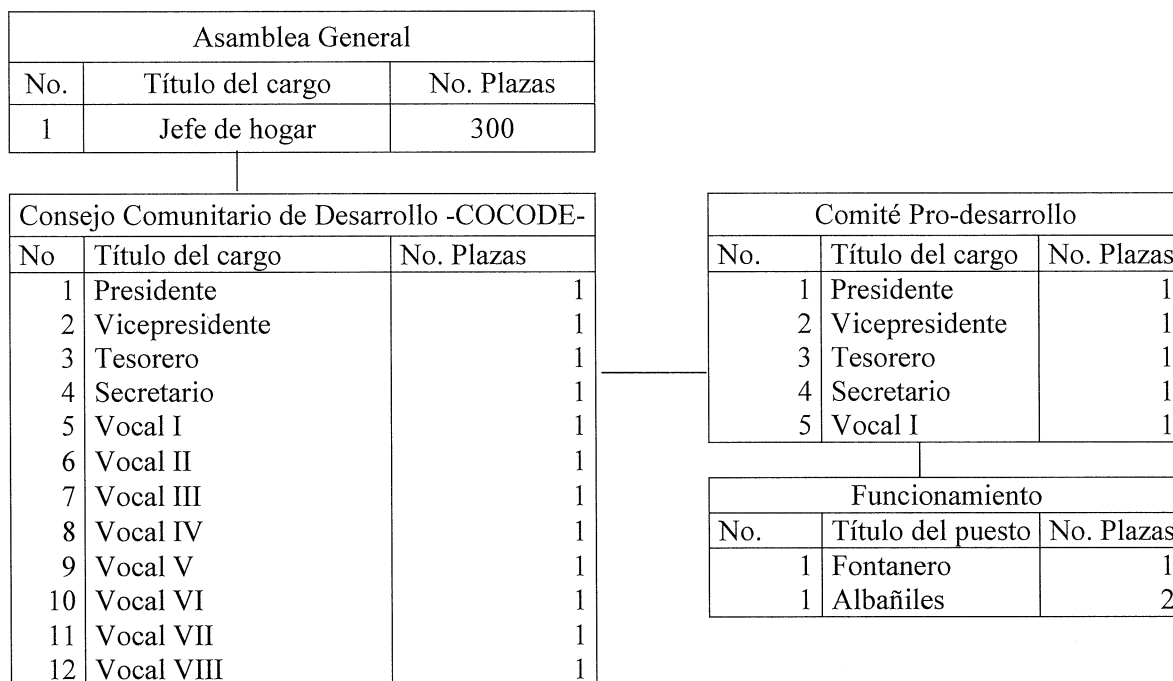 Asamblea General
No. Título del cargo No. Plazas
1 Jefe de hogar 300
Consejo Comunitario de Desarrollo -COCODE-
No Título del cargo No. Plazas
1 Presidente 1
2 Vicepresidente 1
3 Tesorero 1
4 Secretario 1
5 Vocal I 1
6 Vocal II 1
7 Vocal III 1
8 Vocal IV 1
9 Vocal V 1
10 Vocal VI 1
11 Vocal VII 1
12 Vocal VIII 1
Comité Pro-desarrollo
No. Título del cargo No. Plazas
1 Presidente 1
2 Vicepresidente 1
3 Tesorero 1
4 Secretario 1
5 Vocal I 1
Funcionamiento
No. Título del puesto No. Plazas
1 Fontanero 1
1 Albañiles 2